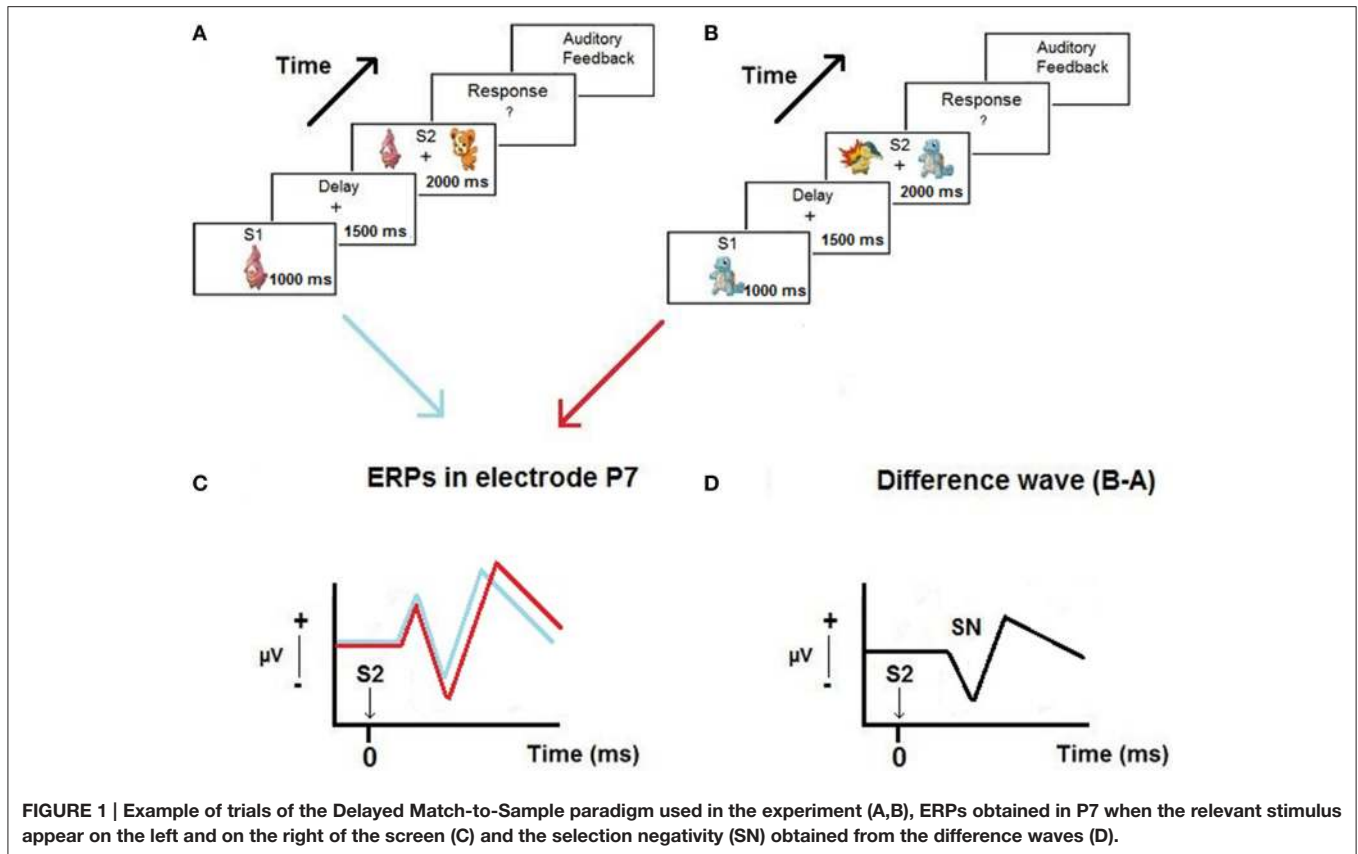 A
Time
Auditory
Feedback
Response
?
S2
+
2000 ms
Delay
+
1500 ms
S1
1000 ms
B
Time
Auditory
Feedback
Response
?
S2
+
2000 ms
Delay
+
1500 ms
S1
1000 ms
C
ERPs in electrode P7
+
µV
-
S2
0
Time (ms)
D
Difference wave (B-A)
+
µV
-
SN
S2
0
Time (ms)
FIGURE 1 | Example of trials of the Delayed Match-to-Sample paradigm used in the experiment (A,B), ERPs obtained in P7 when the relevant stimulus
appear on the left and on the right of the screen (C) and the selection negativity (SN) obtained from the difference waves (D).